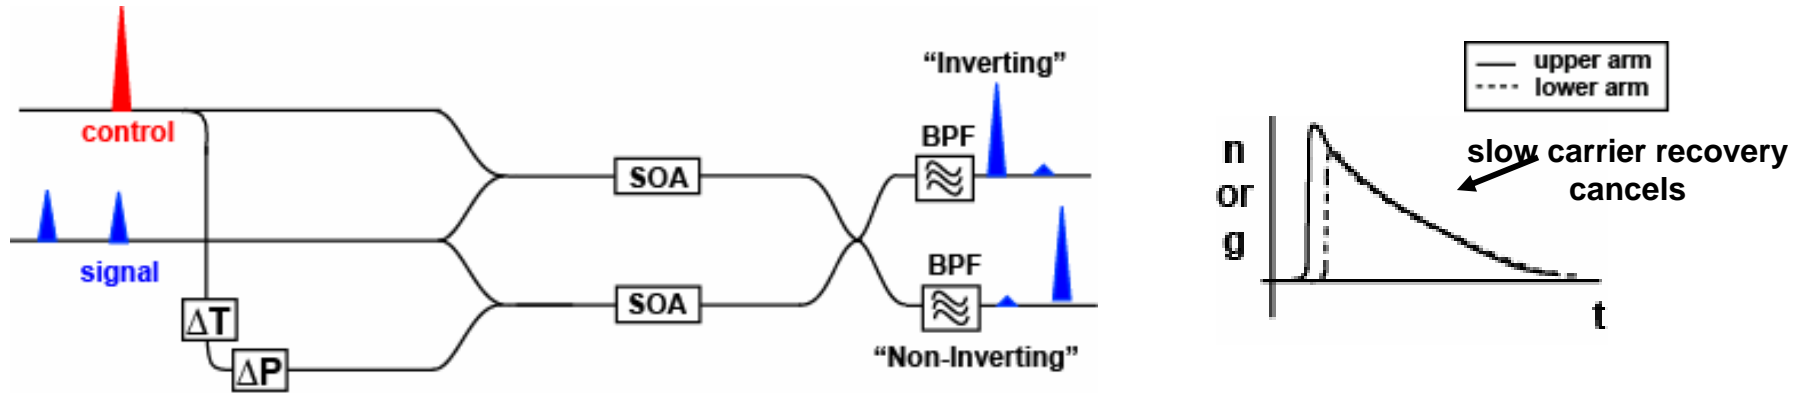 control
signal
ΔT
ΔP
SOA
SOA
“Inverting”
BPF
BPF
“Non-Inverting”
upper arm
lower arm
n
or
g
slow carrier recovery
cancels
t